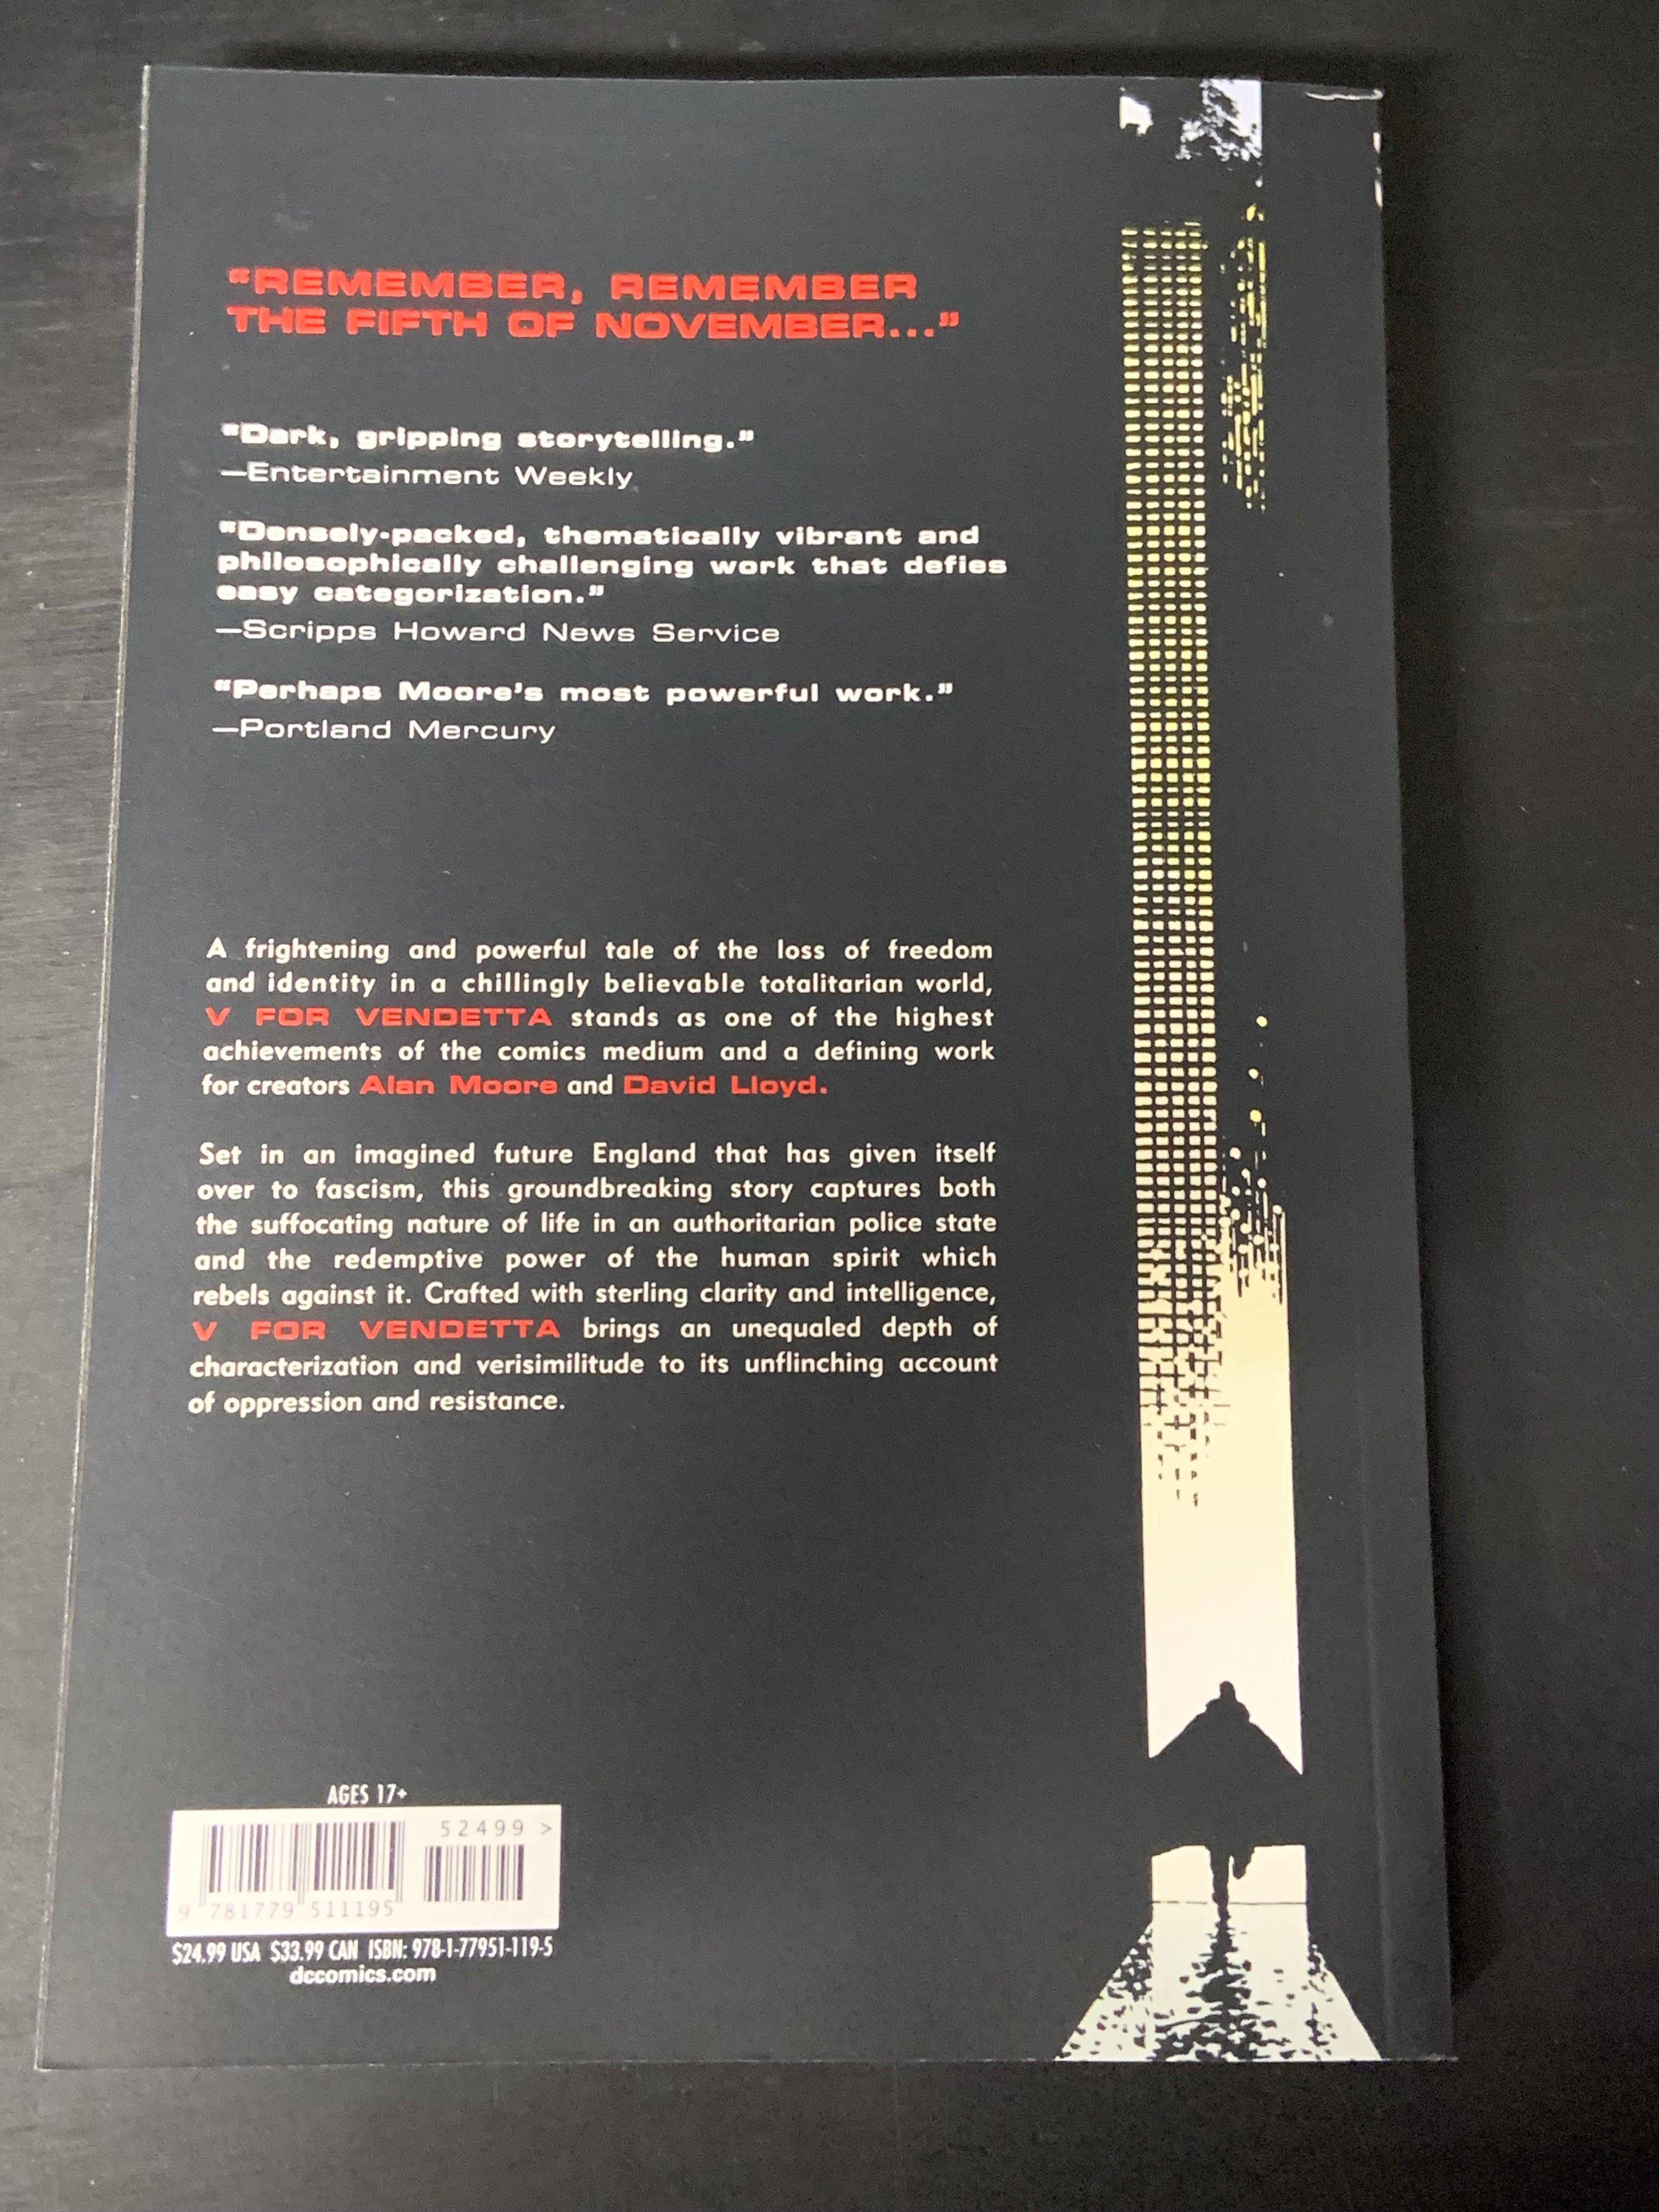 “REMEMBER, REMEMBER
THE FIFTH OF NOVEMBER...”
“Dark, gripping storytelling.”
—Entertainment Weekly
“Densely-packed, thematically vibrant and
philosophically challenging work that defies
easy categorization.”
—Scripps Howard News Service
“Perhaps Moore’s most powerful work.”
—Portland Mercury
A frightening and powerful tale of the loss of freedom
and identity in a chillingly believable totalitarian world,
V FOR VENDETTA stands as one of the highest
achievements of the comics medium and a defining work
for creators Alan Moore and David Lloyd.
Set in an imagined future England that has given itself
over to fascism, this groundbreaking story captures both
the suffocating nature of life in an authoritarian police state
and the redemptive power of the human spirit which
rebels against it. Crafted with sterling clarity and intelligence,
V FOR VENDETTA brings an unequaled depth of
characterization and verisimilitude to its unflinching account
of oppression and resistance.
AGES 17+
52499 >
9 781779 511195
$24.99 USA $33.99 CAN ISBN: 978-1-77951-119-5
dccomics.com